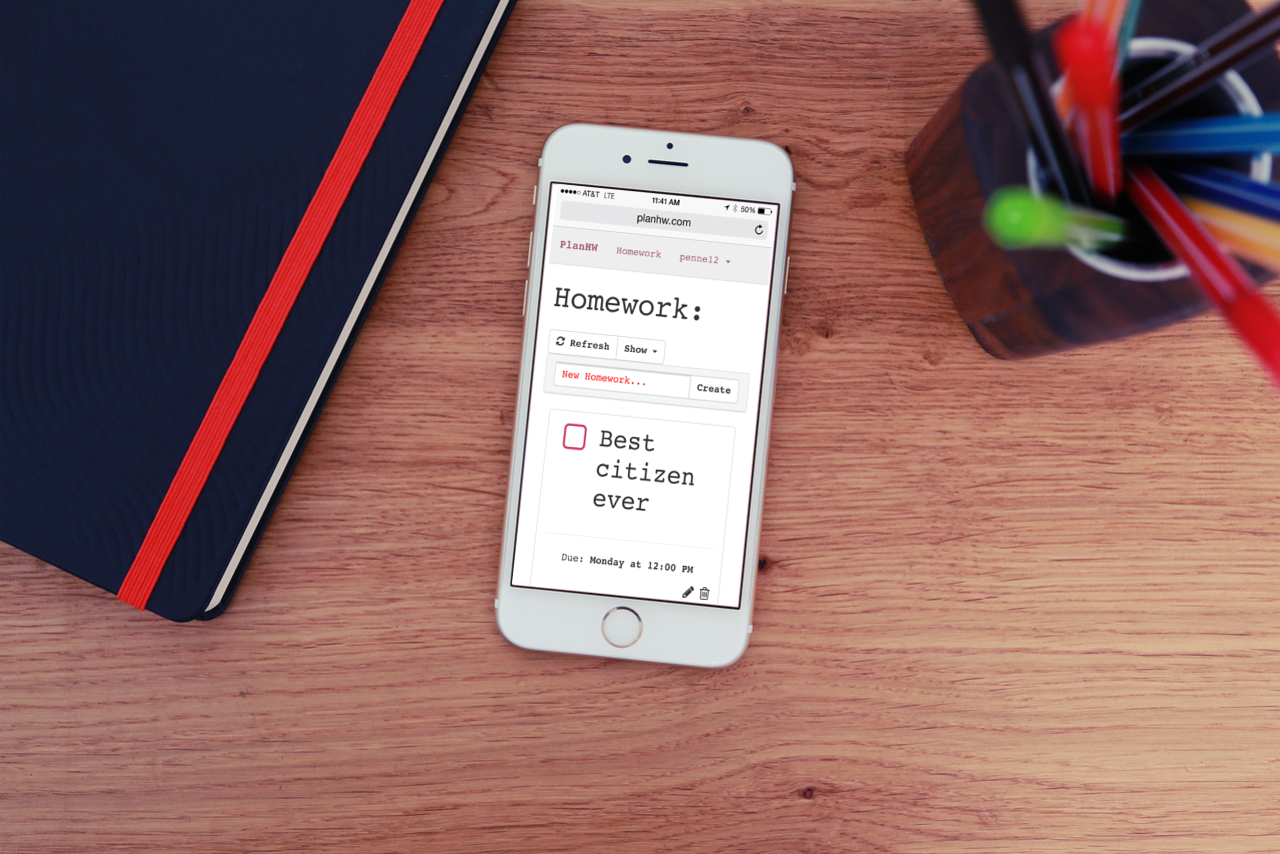 AT&T LTE 11:41 AM 50%
planhw.com
PlanHW Homework penne12
Homework:
Refresh Show
New Homework... Create
Best
citizen
ever
Due: Monday at 12:00 PM